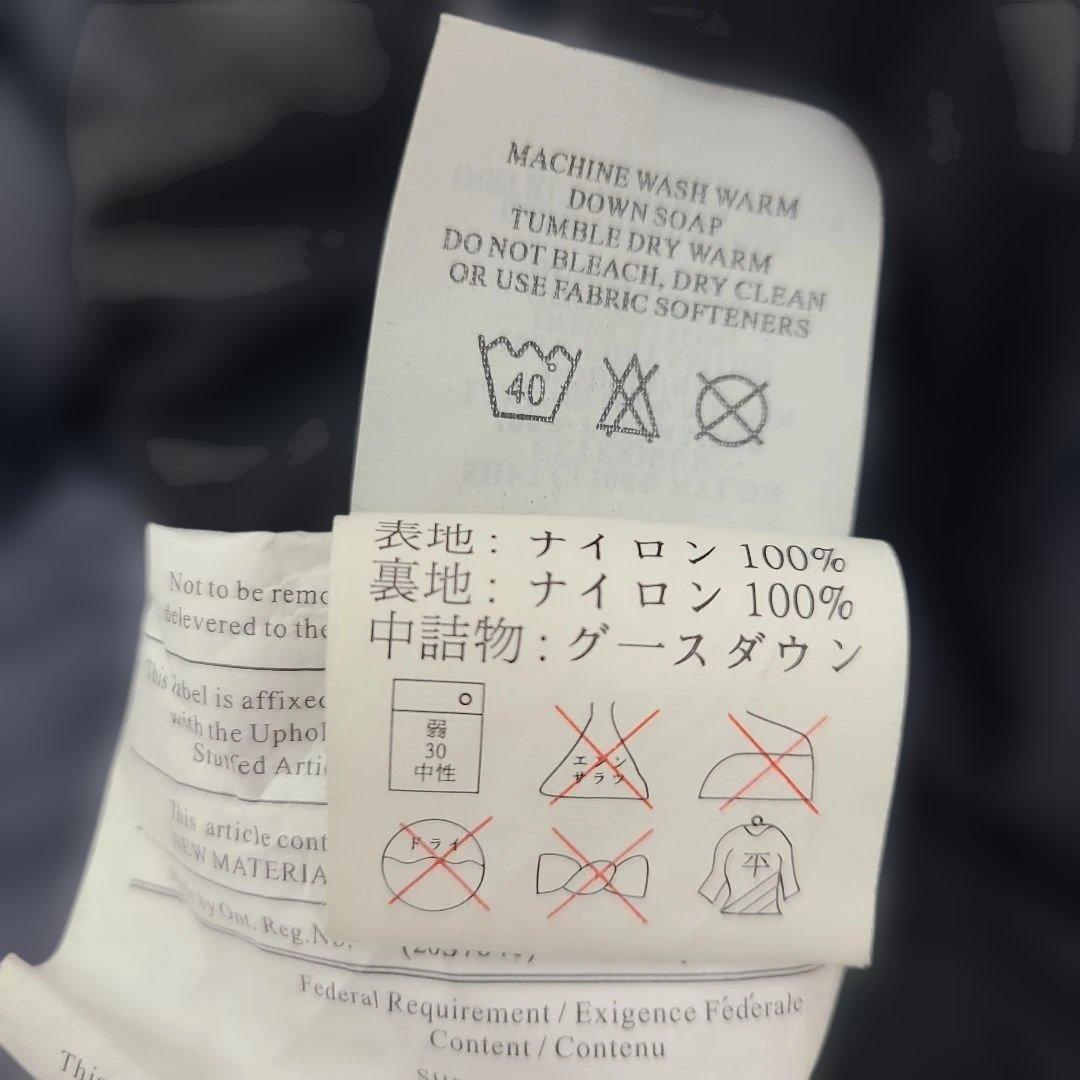 MACHINE WASH WARM
DOWN SOAP
TUMBLE DRY WARM
DO NOT BLEACH, DRY CLEAN
OR USE FABRIC SOFTENERS
40
表地: ナイロン 100%
裏地: ナイロン 100%
中詰物: グースダウン
弱
30
中性
エンソ
サラツ
ドライ
平
Not to be remo
delevered to the
This label is affixed
with the Uphol
Stuffed Arti
This article cont
NEW MATERIA
by Ont. Reg. No.
Federal Requirement / Exigence Féderale
Content / Contenu
This